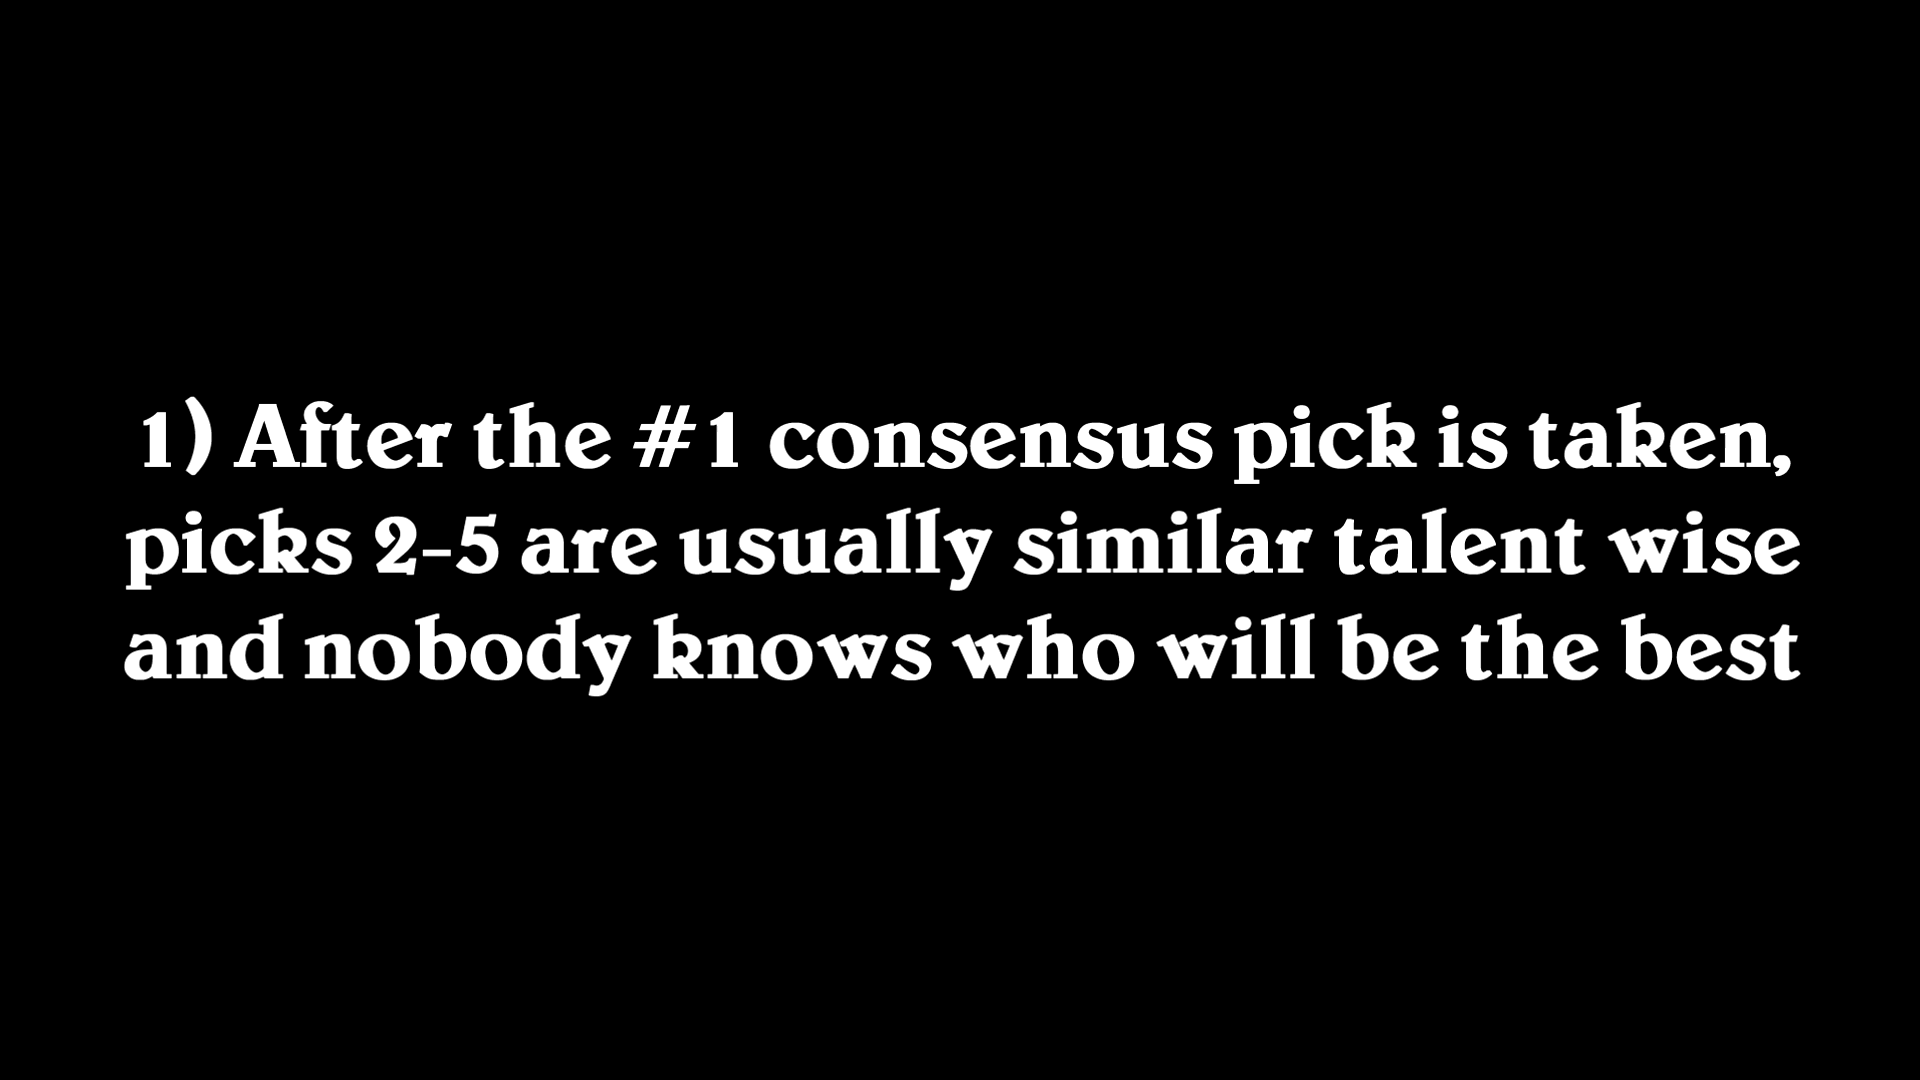 1) After the #1 consensus pick is taken,
picks 2-5 are usually similar talent wise
and nobody knows who will be the best